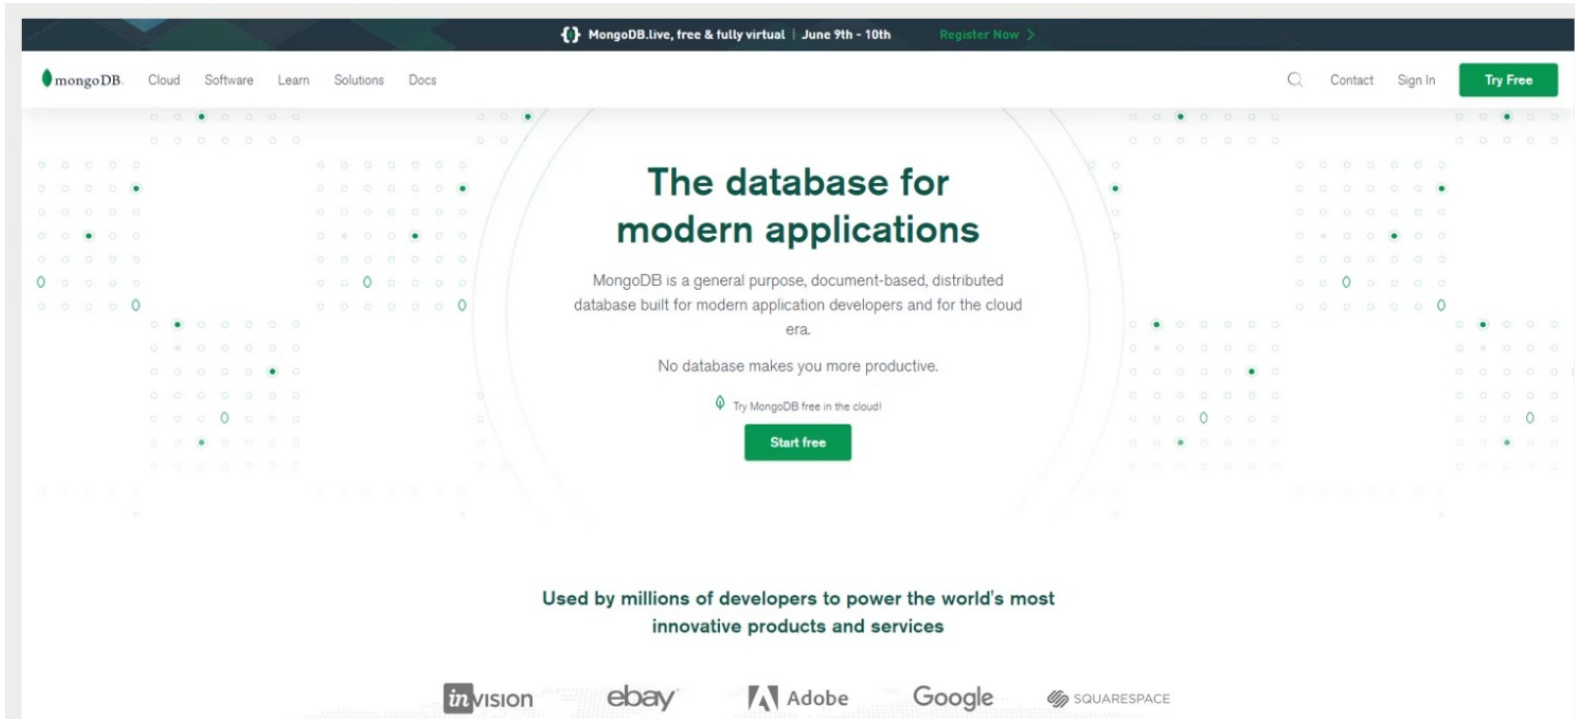 MongoDB.live, free & fully virtual | June 9th - 10th Register Now
mongoDB. Cloud Software Learn Solutions Docs Contact Sign In Try Free
The database for
modern applications
MongoDB is a general purpose, document-based, distributed
database built for modern application developers and for the cloud
era.
No database makes you more productive.
Try MongoDB free in the cloud!
Start free
Used by millions of developers to power the world's most
innovative products and services
invision ebay Adobe Google SQUARESPACE